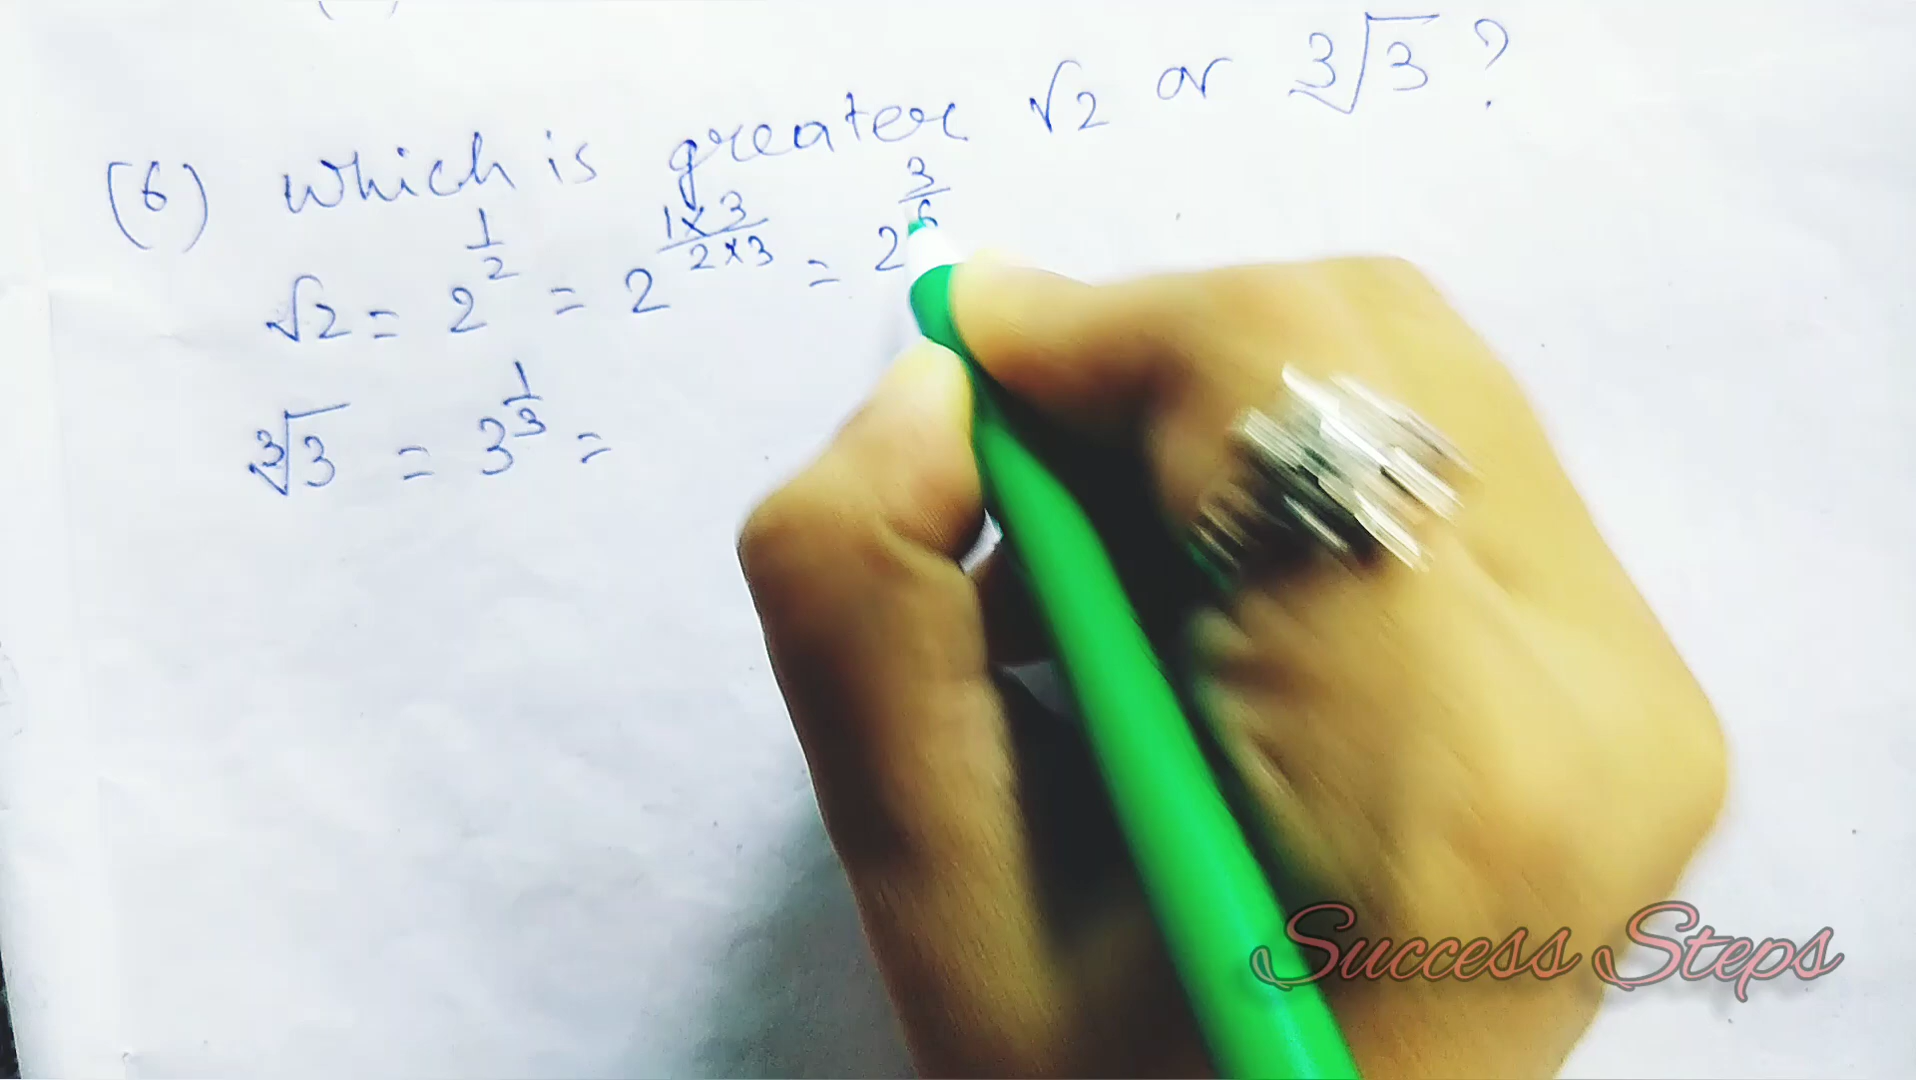 (6) Which is greater √2 or ∛3 ?
√2 = 2^(1/2) = 2^((1×3)/(2×3)) = 2^(3/6)
∛3 = 3^(1/3) =
Success Steps